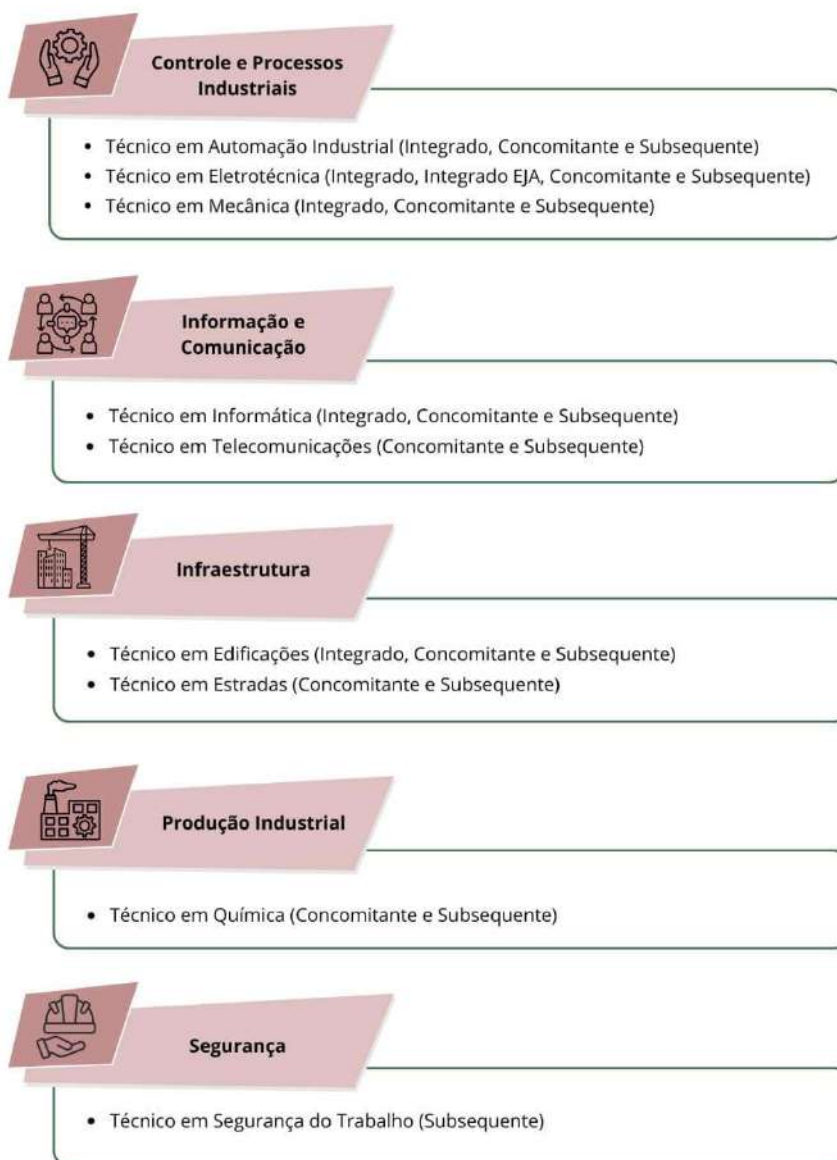 Controle e Processos
Industriais
• Técnico em Automação Industrial (Integrado, Concomitante e Subsequente)
• Técnico em Eletrotécnica (Integrado, Integrado EJA, Concomitante e Subsequente)
• Técnico em Mecânica (Integrado, Concomitante e Subsequente)
Informação e
Comunicação
• Técnico em Informática (Integrado, Concomitante e Subsequente)
• Técnico em Telecomunicações (Concomitante e Subsequente)
Infraestrutura
• Técnico em Edificações (Integrado, Concomitante e Subsequente)
• Técnico em Estradas (Concomitante e Subsequente)
Produção Industrial
• Técnico em Química (Concomitante e Subsequente)
Segurança
• Técnico em Segurança do Trabalho (Subsequente)